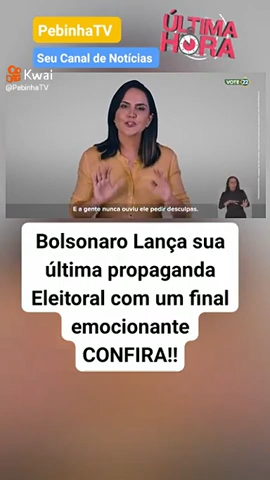 PebinhaTV
Seu Canal de Notícias
ÚLTIMA
HORA
Kwai
@PebinhaTV
VOTE 22
E a gente nunca ouviu ele pedir desculpas.
Bolsonaro Lança sua
última propaganda
Eleitoral com um final
emocionante
CONFIRA!!